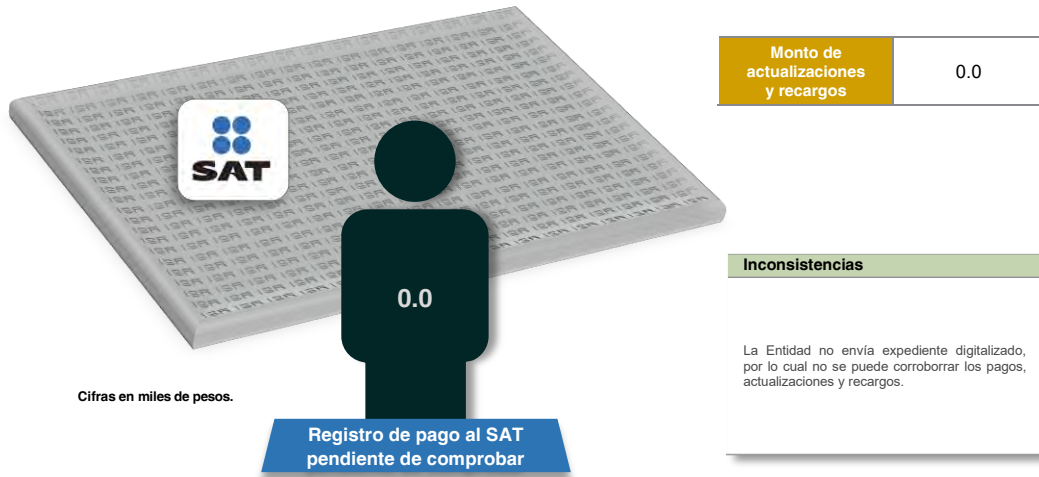 Monto de
actualizaciones
y recargos
0.0
SAT
0.0
Inconsistencias
La Entidad no envía expediente digitalizado,
por lo cual no se puede corroborrar los pagos,
actualizaciones y recargos.
Cifras en miles de pesos.
Registro de pago al SAT
pendiente de comprobar